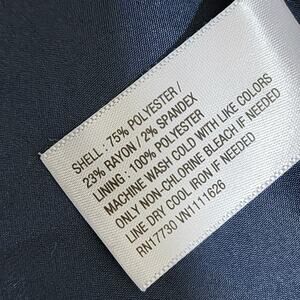 SHELL : 75% POLYESTER /
23% RAYON / 2% SPANDEX
LINING : 100% POLYESTER
MACHINE WASH COLD WITH LIKE COLORS
ONLY NON-CHLORINE BLEACH IF NEEDED
LINE DRY COOL IRON IF NEEDED
RN17730 VN1111626